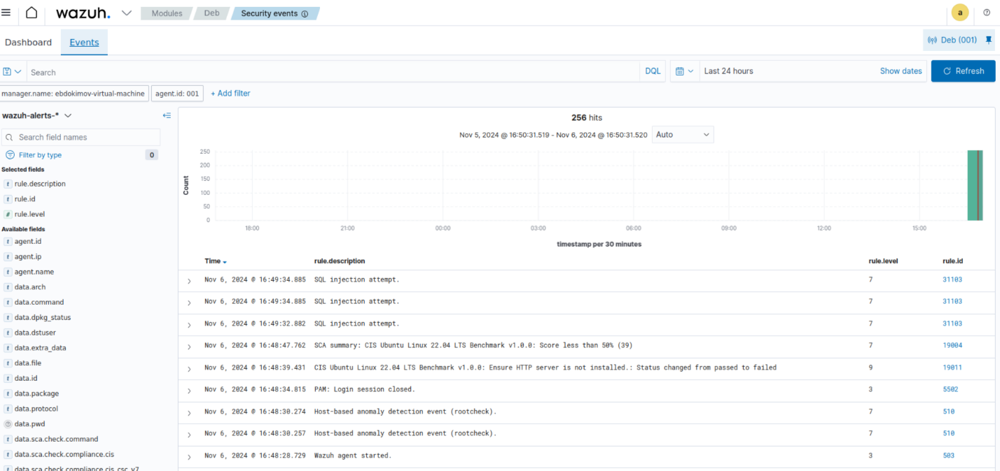 wazuh. Modules Deb Security events
a
Dashboard Events Deb (001)
Search DQL Last 24 hours Show dates Refresh
manager.name: ebdokimov-virtual-machine agent.id: 001 + Add filter
wazuh-alerts-*
Search field names
Filter by type 0
Selected fields
t rule.description
t rule.id
# rule.level
Available fields
t agent.id
t agent.ip
t agent.name
t data.arch
t data.command
t data.dpkg_status
t data.dstuser
t data.extra_data
t data.file
t data.id
t data.package
t data.protocol
data.pwd
t data.sca.check.command
t data.sca.check.compliance.cis
t data.sca.check.compliance.cis_csc_v7
256 hits
Nov 5, 2024 @ 16:50:31.519 - Nov 6, 2024 @ 16:50:31.520 Auto
Count
250
200
150
100
50
0
18:00 21:00 00:00 03:00 06:00 09:00 12:00 15:00
timestamp per 30 minutes
Time rule.description rule.level rule.id
Nov 6, 2024 @ 16:49:34.885 SQL injection attempt. 7 31103
Nov 6, 2024 @ 16:49:34.885 SQL injection attempt. 7 31103
Nov 6, 2024 @ 16:49:32.882 SQL injection attempt. 7 31103
Nov 6, 2024 @ 16:48:47.762 SCA summary: CIS Ubuntu Linux 22.04 LTS Benchmark v1.0.0: Score less than 50% (39) 7 19004
Nov 6, 2024 @ 16:48:39.431 CIS Ubuntu Linux 22.04 LTS Benchmark v1.0.0: Ensure HTTP server is not installed.: Status changed from passed to failed 9 19011
Nov 6, 2024 @ 16:48:34.815 PAM: Login session closed. 3 5502
Nov 6, 2024 @ 16:48:30.274 Host-based anomaly detection event (rootcheck). 7 510
Nov 6, 2024 @ 16:48:30.257 Host-based anomaly detection event (rootcheck). 7 510
Nov 6, 2024 @ 16:48:28.729 Wazuh agent started. 3 503